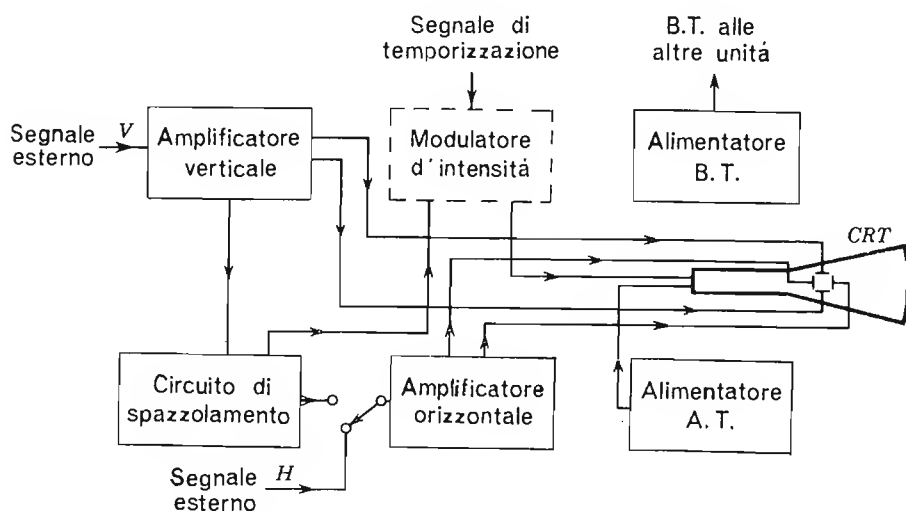 Segnale di
temporizzazione
B.T. alle
altre unitá
Segnale
esterno
V
Amplificatore
verticale
Modulatore
d'intensitá
Alimentatore
B.T.
CRT
Circuito di
spazzolamento
Amplificatore
orizzontale
Alimentatore
A.T.
Segnale
esterno
H